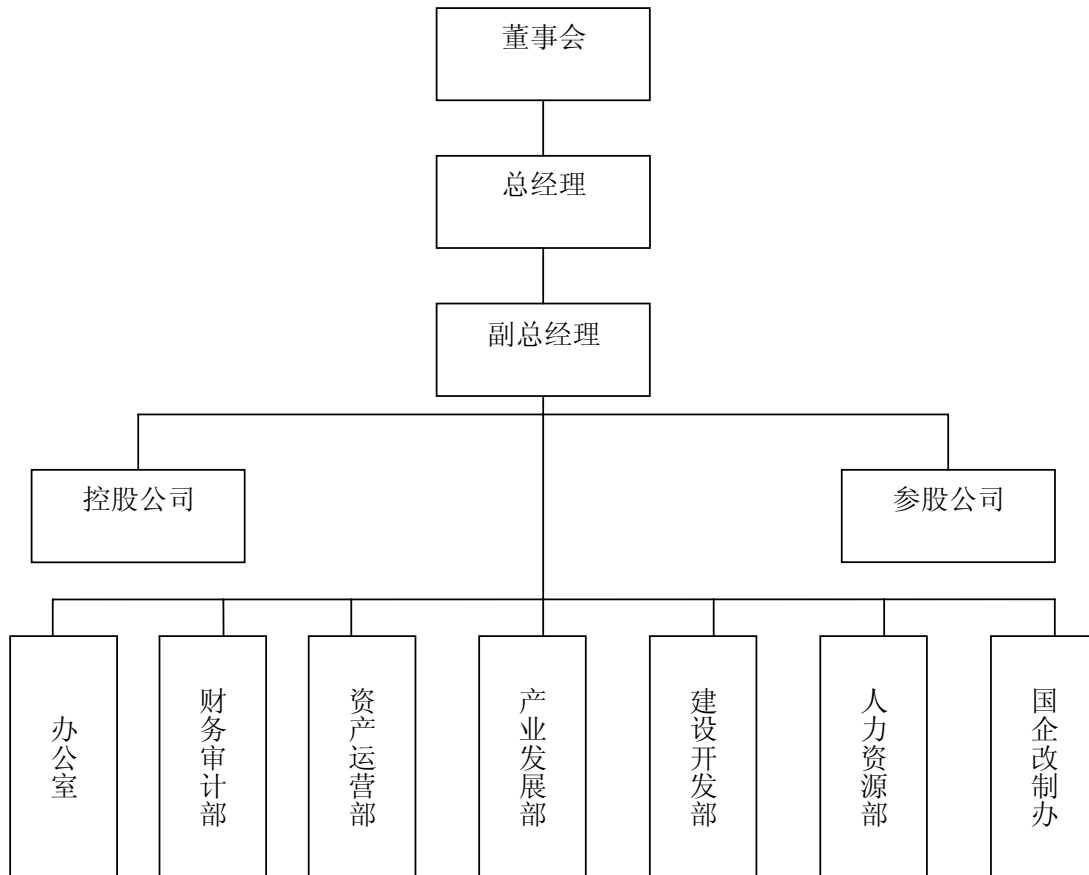 董事会
总经理
副总经理
控股公司
参股公司
办公室
财务审计部
资产运营部
产业发展部
建设开发部
人力资源部
国企改制办